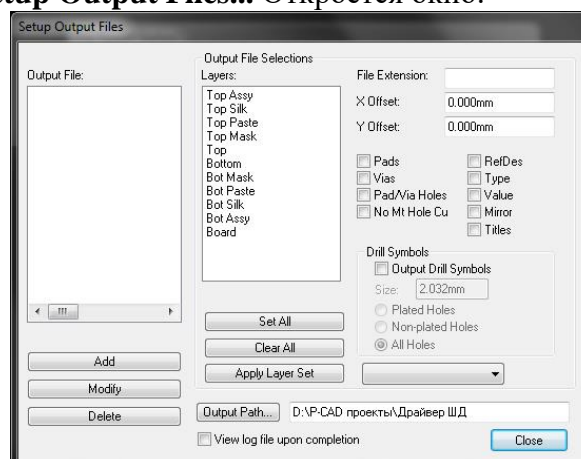 tup Output Files... Откроется окно:
Setup Output Files
Output File:
Add
Modify
Delete
Output File Selections
Layers:
Top Assy
Top Silk
Top Paste
Top Mask
Top
Bottom
Bot Mask
Bot Paste
Bot Silk
Bot Assy
Board
Set All
Clear All
Apply Layer Set
File Extension:
X Offset: 0.000mm
Y Offset: 0.000mm
Pads
Vias
Pad/Via Holes
No Mt Hole Cu
RefDes
Type
Value
Mirror
Titles
Drill Symbols
Output Drill Symbols
Size: 2.032mm
Plated Holes
Non-plated Holes
All Holes
Output Path... D:\P-CAD проекты\Драйвер ШД
View log file upon completion
Close